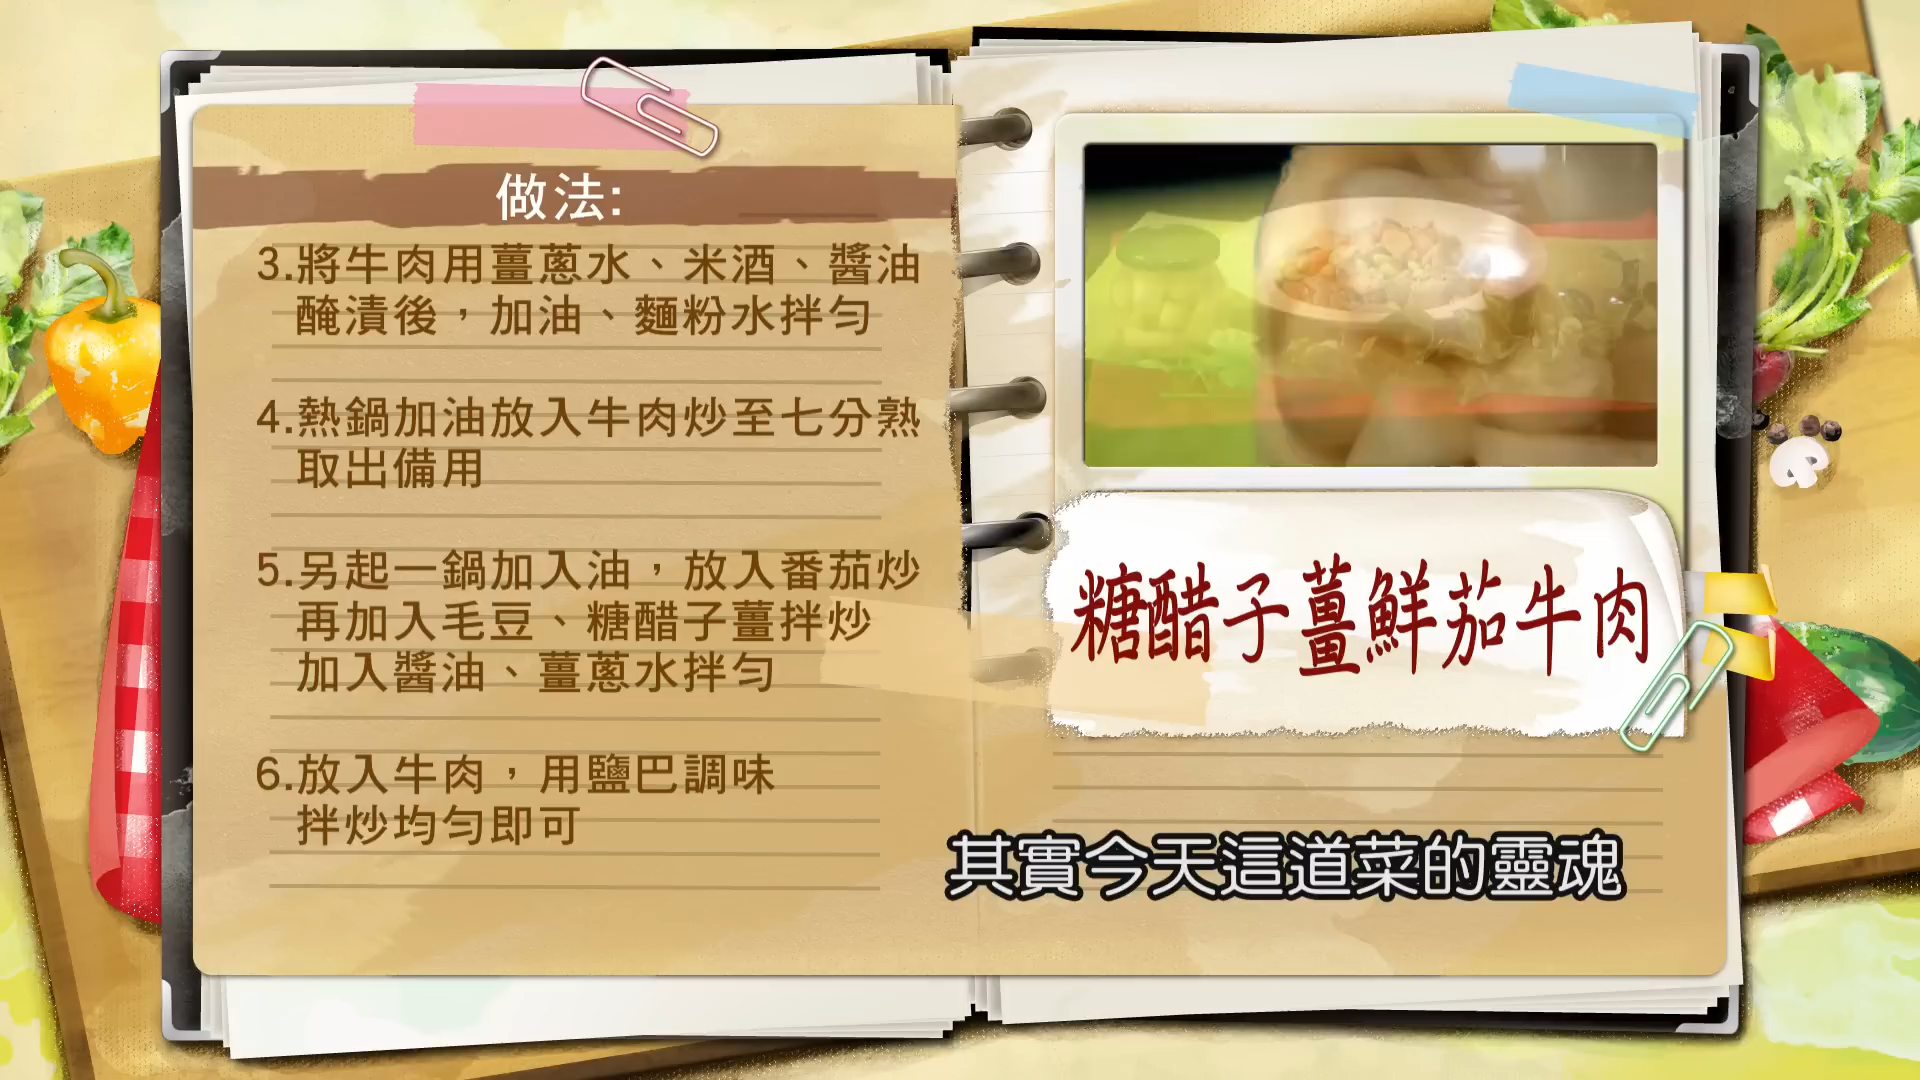 做法:
3.將牛肉用薑蔥水、米酒、醬油
醃漬後，加油、麵粉水拌勻
4.熱鍋加油放入牛肉炒至七分熟
取出備用
5.另起一鍋加入油，放入番茄炒
再加入毛豆、糖醋子薑拌炒
加入醬油、薑蔥水拌勻
6.放入牛肉，用鹽巴調味
拌炒均勻即可
糖醋子薑鮮茄牛肉
其實今天這道菜的靈魂